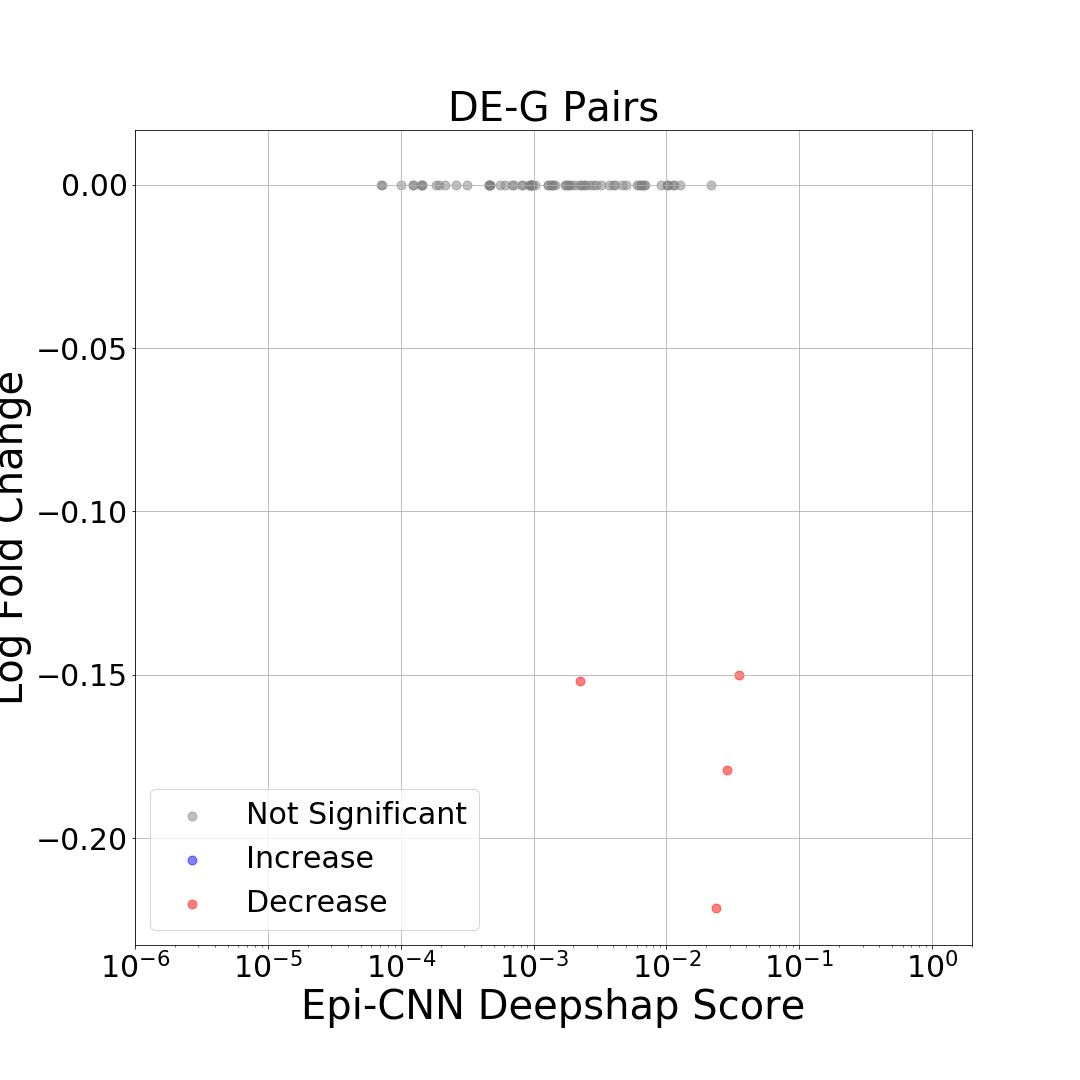 DE-G Pairs
Log Fold Change
0.00
−0.05
−0.10
−0.15
−0.20
Not Significant
Increase
Decrease
10⁻⁶ 10⁻⁵ 10⁻⁴ 10⁻³ 10⁻² 10⁻¹ 10⁰
Epi-CNN Deepshap Score